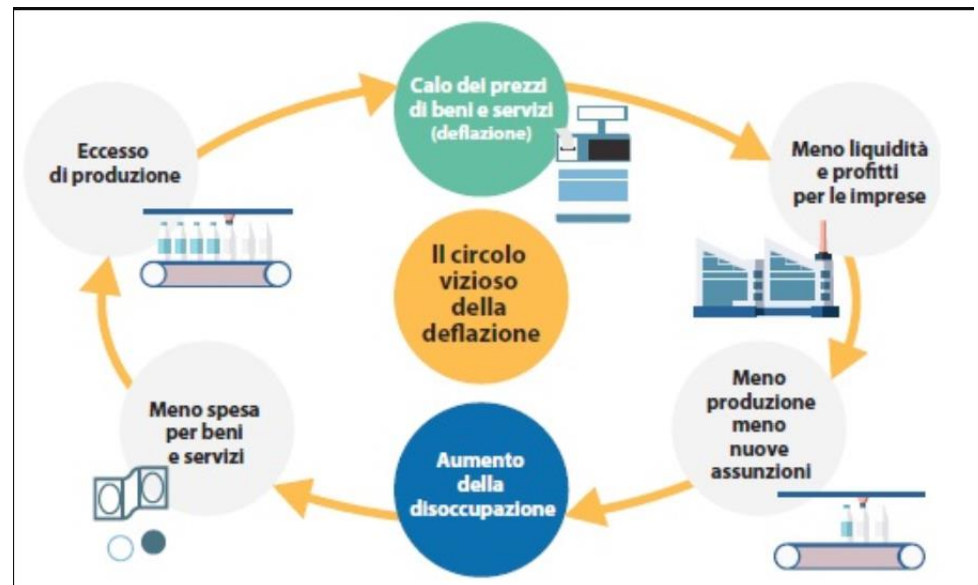 Calo dei prezzi
di beni e servizi
(deflazione)
Meno liquidità
e profitti
per le imprese
Meno
produzione
meno
nuove
assunzioni
Aumento
della
disoccupazione
Meno spesa
per beni
e servizi
Eccesso
di produzione
Il circolo
vizioso
della
deflazione